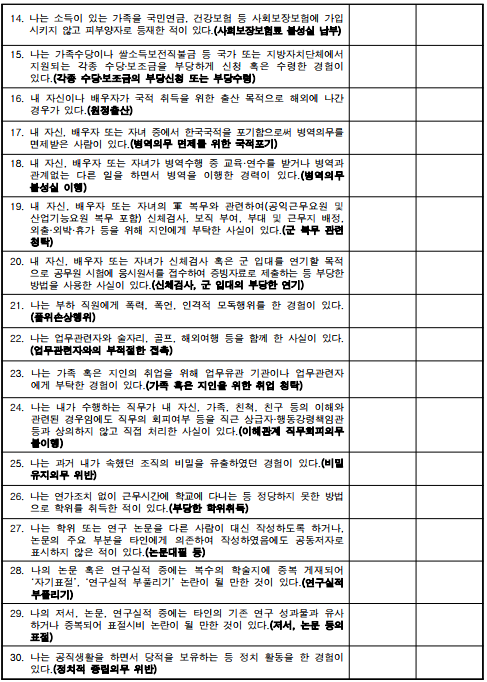 14. 나는 소득이 있는 가족을 국민연금, 건강보험 등 사회보장보험에 가입
시키지 않고 피부양자로 등재한 적이 있다.(사회보장보험료 불성실 납부)
15. 나는 가족수당이나 쌀소득보전직불금 등 국가 또는 지방자치단체에서
지원되는 각종 수당·보조금을 부당하게 신청 혹은 수령한 경험이
있다.(각종 수당·보조금의 부당신청 또는 부당수령)
16. 내 자신이나 배우자가 국적 취득을 위한 출산 목적으로 해외에 나간
경우가 있다.(원정출산)
17. 내 자신, 배우자 또는 자녀 중에서 한국국적을 포기함으로써 병역의무를
면제받은 사람이 있다.(병역의무 면제를 위한 국적포기)
18. 내 자신, 배우자 또는 자녀가 병역수행 중 교육·연수를 받거나 병역과
관계없는 다른 일을 하면서 병역을 이행한 경력이 있다.(병역의무
불성실 이행)
19. 내 자신, 배우자 또는 자녀의 軍 복무와 관련하여(공익근무요원 및
산업기능요원 복무 포함) 신체검사, 보직 부여, 부대 및 근무지 배정,
외출·외박·휴가 등을 위해 지인에게 부탁한 사실이 있다.(군 복무 관련
청탁)
20. 내 자신, 배우자 또는 자녀가 신체검사 혹은 군 입대를 연기할 목적
으로 공무원 시험에 응시원서를 접수하여 증빙자료로 제출하는 등 부당한
방법을 사용한 사실이 있다.(신체검사, 군 입대의 부당한 연기)
21. 나는 부하 직원에게 폭력, 폭언, 인격적 모독행위를 한 경험이 있다.
(품위손상행위)
22. 나는 업무관련자와 술자리, 골프, 해외여행 등을 함께 한 사실이 있다.
(업무관련자와의 부적절한 접촉)
23. 나는 가족 혹은 지인의 취업을 위해 업무유관 기관이나 업무관련자
에게 부탁한 경험이 있다.(가족 혹은 지인을 위한 취업 청탁)
24. 나는 내가 수행하는 직무가 내 자신, 가족, 친척, 친구 등의 이해와
관련된 경우임에도 직무의 회피여부 등을 직근 상급자·행동강령책임관
등과 상의하지 않고 직접 처리한 사실이 있다.(이해관계 직무회피의무
불이행)
25. 나는 과거 내가 속했던 조직의 비밀을 유출하였던 경험이 있다.(비밀
유지의무 위반)
26. 나는 연가조치 없이 근무시간에 학교에 다니는 등 정당하지 못한 방법
으로 학위를 취득한 적이 있다.(부당한 학위취득)
27. 나는 학위 또는 연구 논문을 다른 사람이 대신 작성하도록 하거나,
논문의 주요 부분을 타인에게 의존하여 작성하였음에도 공동저자로
표시하지 않은 적이 있다.(논문대필 등)
28. 나의 논문 혹은 연구실적 중에는 복수의 학술지에 중복 게재되어
‘자기표절’, ‘연구실적 부풀리기’ 논란이 될 만한 것이 있다.(연구실적
부풀리기)
29. 나의 저서, 논문, 연구실적 중에는 타인의 기존 연구 성과물과 유사
하거나 중복되어 표절시비 논란이 될 만한 것이 있다.(저서, 논문 등의
표절)
30. 나는 공직생활을 하면서 당적을 보유하는 등 정치 활동을 한 경험이
있다.(정치적 중립의무 위반)